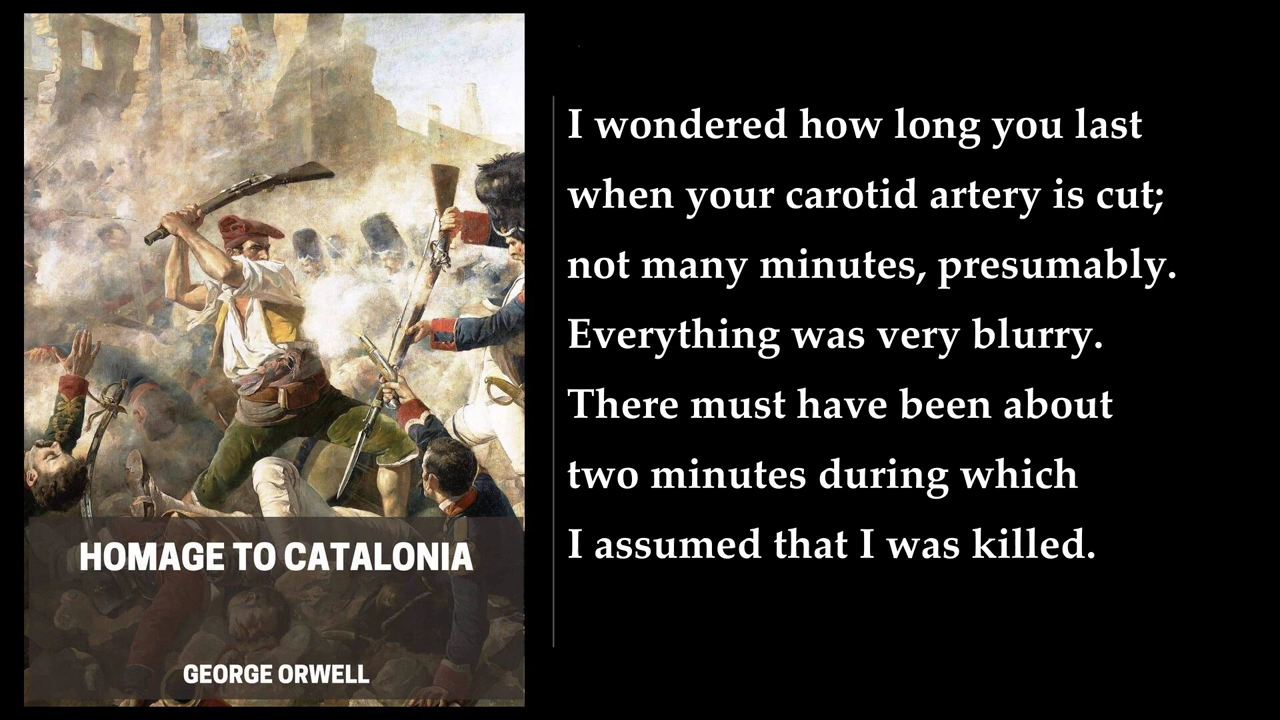 HOMAGE TO CATALONIA
GEORGE ORWELL
I wondered how long you last
when your carotid artery is cut;
not many minutes, presumably.
Everything was very blurry.
There must have been about
two minutes during which
I assumed that I was killed.